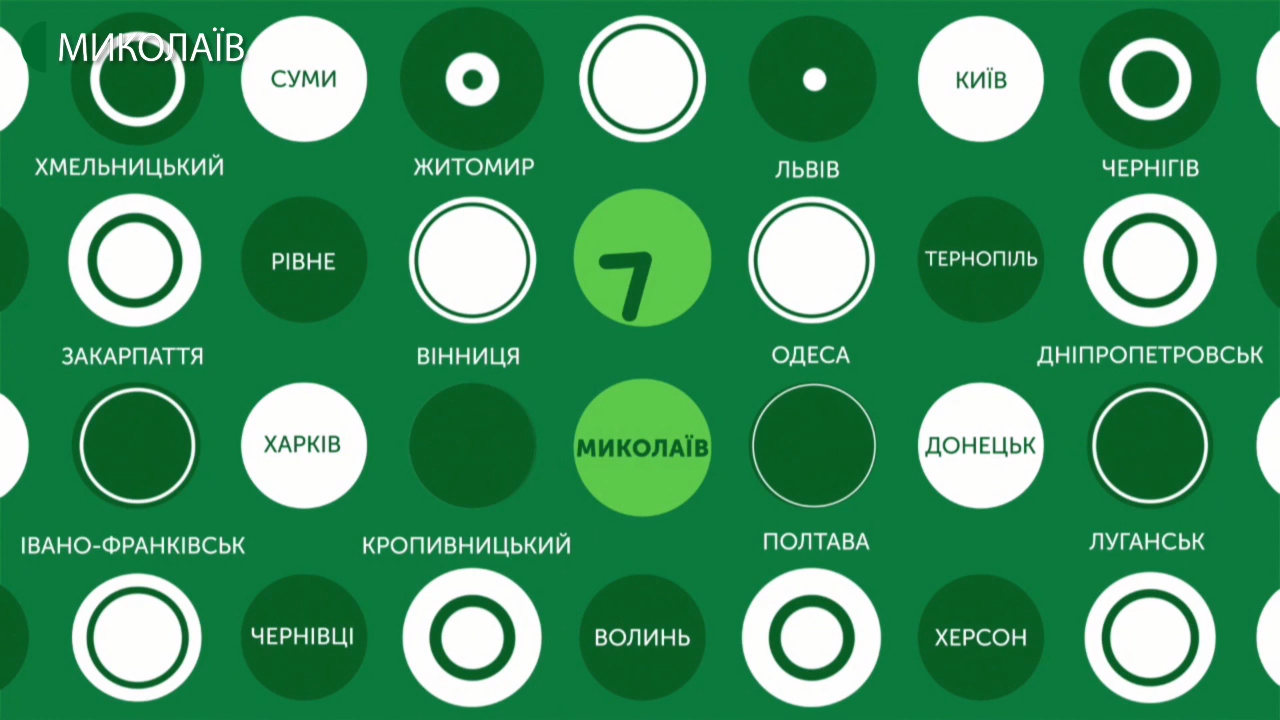 МИКОЛАЇВ
СУМИ
КИЇВ
ХМЕЛЬНИЦЬКИЙ
ЖИТОМИР
ЛЬВІВ
ЧЕРНІГІВ
РІВНЕ
ТЕРНОПІЛЬ
ЗАКАРПАТТЯ
ВІННИЦЯ
ОДЕСА
ДНІПРОПЕТРОВСЬК
ХАРКІВ
МИКОЛАЇВ
ДОНЕЦЬК
ІВАНО-ФРАНКІВСЬК
КРОПИВНИЦЬКИЙ
ПОЛТАВА
ЛУГАНСЬК
ЧЕРНІВЦІ
ВОЛИНЬ
ХЕРСОН